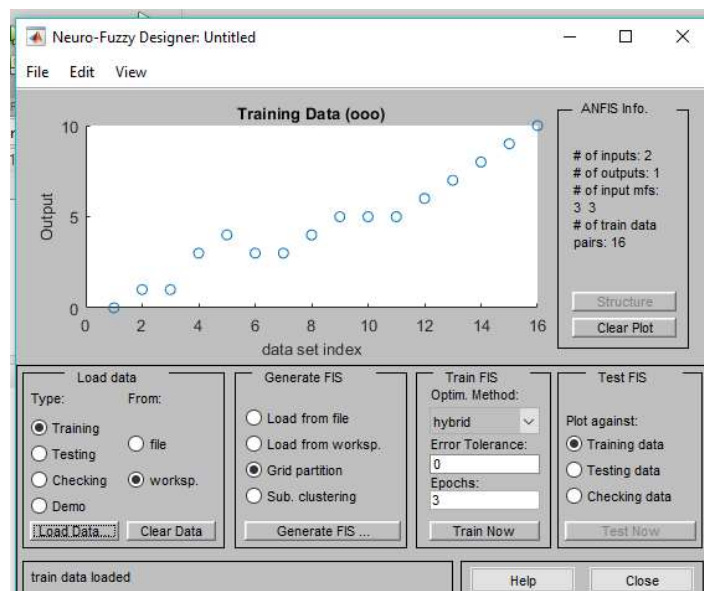 Neuro-Fuzzy Designer: Untitled
File Edit View
Training Data (ooo)
10
5
0
Output
0 2 4 6 8 10 12 14 16
data set index
ANFIS Info.
# of inputs: 2
# of outputs: 1
# of input mfs:
3 3
# of train data
pairs: 16
Structure
Clear Plot
Load data
Type: From:
Training
Testing
Checking
Demo
file
worksp.
Load Data... Clear Data
Generate FIS
Load from file
Load from worksp.
Grid partition
Sub. clustering
Generate FIS ...
Train FIS
Optim. Method:
hybrid
Error Tolerance:
0
Epochs:
3
Train Now
Test FIS
Plot against:
Training data
Testing data
Checking data
Test Now
train data loaded
Help Close